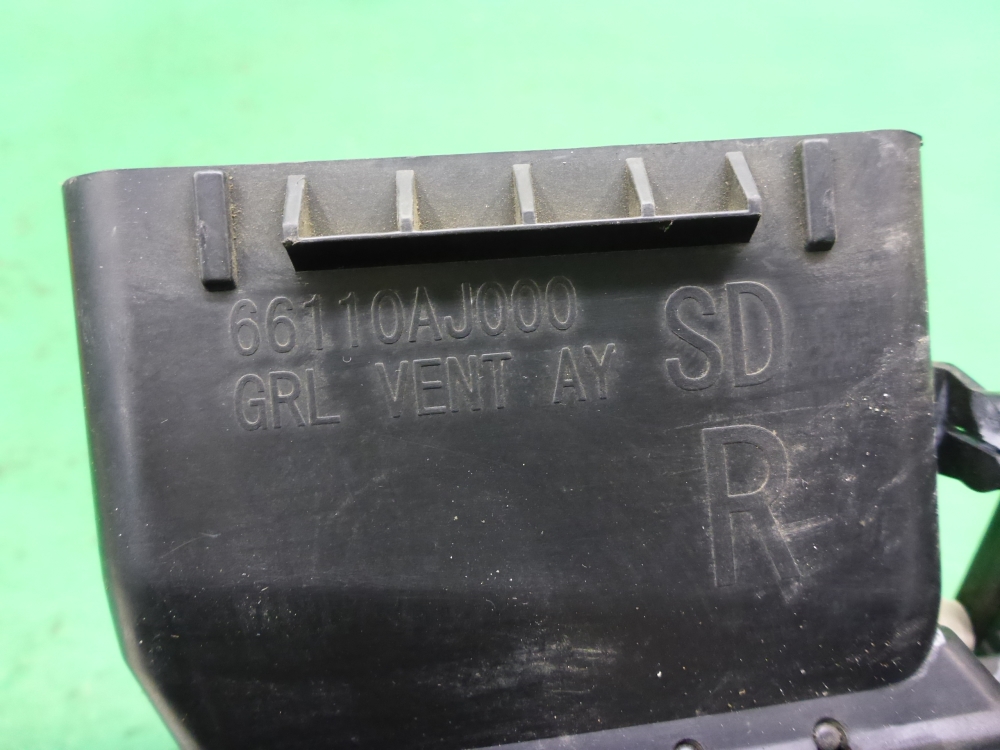 66110AJ000
GRL VENT AY
SD
R